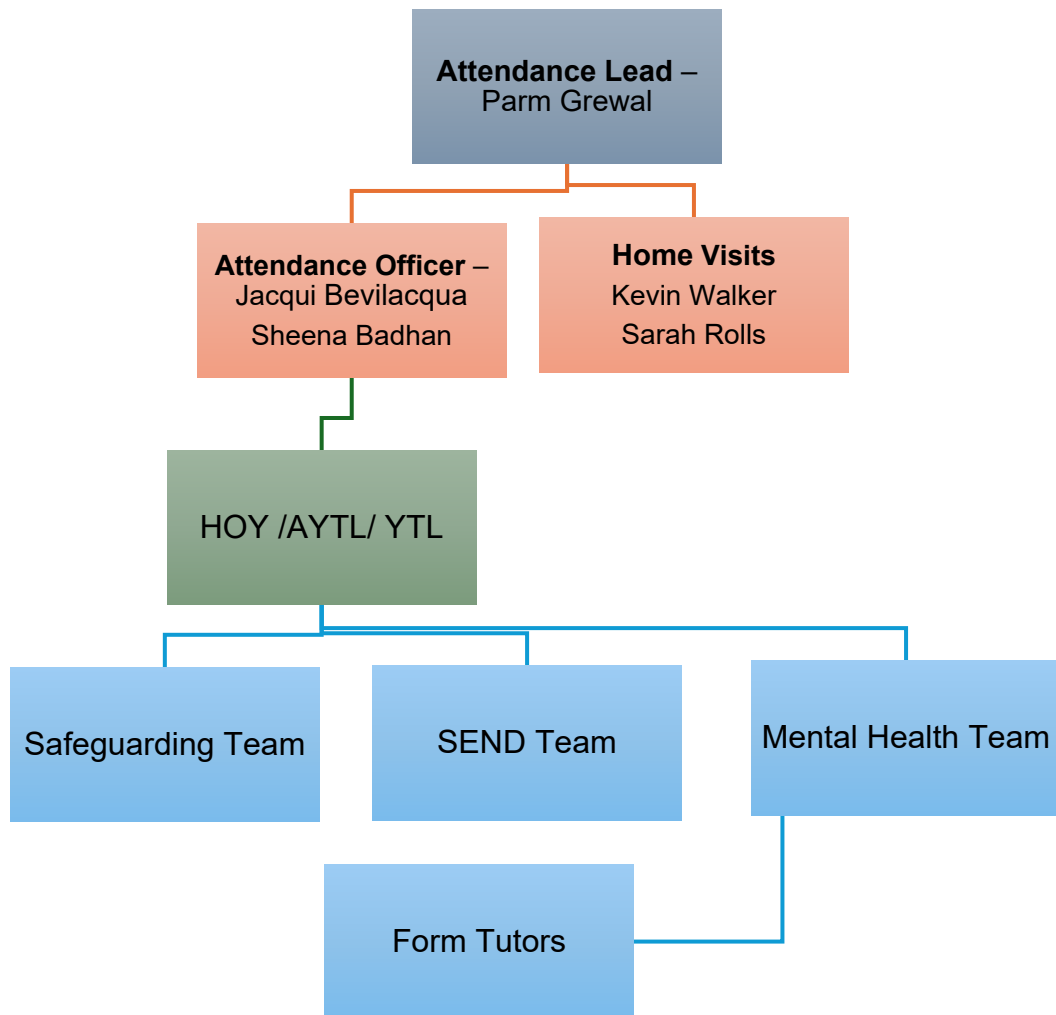 Attendance Lead –
Parm Grewal
Attendance Officer –
Jacqui Bevilacqua
Sheena Badhan
Home Visits
Kevin Walker
Sarah Rolls
HOY /AYTL/ YTL
Safeguarding Team
SEND Team
Mental Health Team
Form Tutors